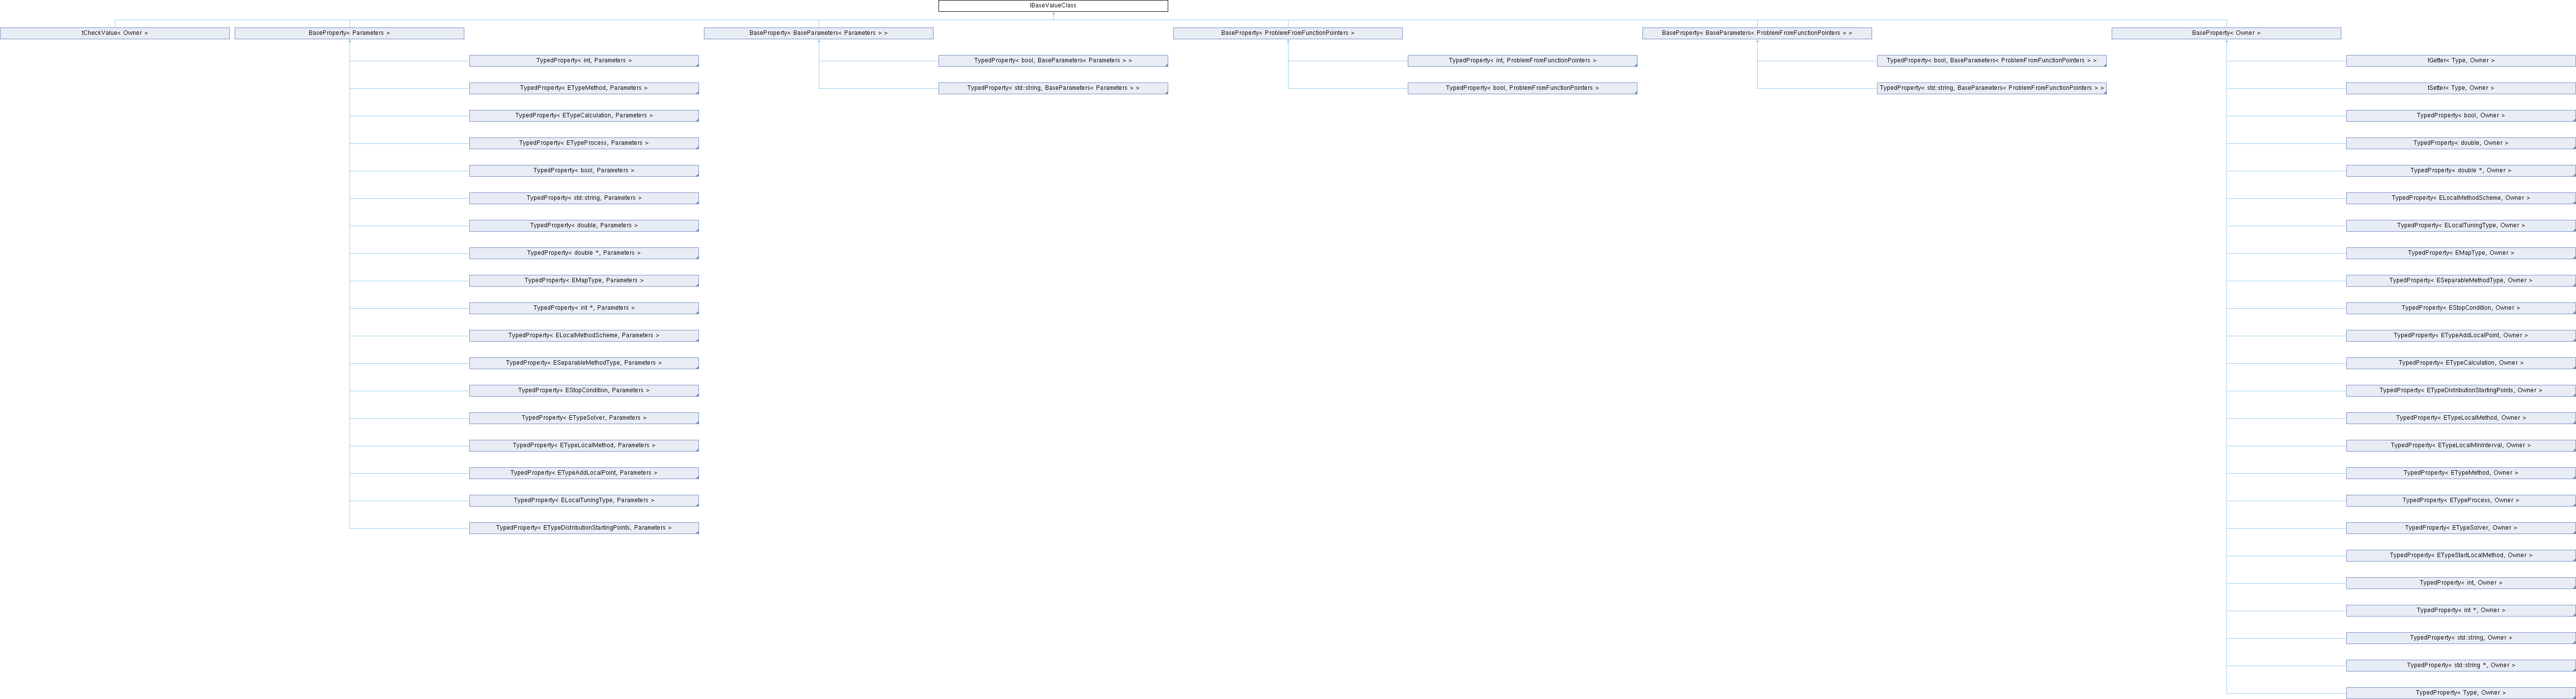 IBaseValueClass
tCheckValue< Owner >
BaseProperty< Parameters >
BaseProperty< BaseParameters< Parameters > >
BaseProperty< ProblemFromFunctionPointers >
BaseProperty< BaseParameters< ProblemFromFunctionPointers > >
BaseProperty< Owner >
TypedProperty< int, Parameters >
TypedProperty< ETypeMethod, Parameters >
TypedProperty< ETypeCalculation, Parameters >
TypedProperty< ETypeProcess, Parameters >
TypedProperty< bool, Parameters >
TypedProperty< std::string, Parameters >
TypedProperty< double, Parameters >
TypedProperty< double *, Parameters >
TypedProperty< EMapType, Parameters >
TypedProperty< int *, Parameters >
TypedProperty< ELocalMethodScheme, Parameters >
TypedProperty< ESeparableMethodType, Parameters >
TypedProperty< EStopCondition, Parameters >
TypedProperty< ETypeSolver, Parameters >
TypedProperty< ETypeLocalMethod, Parameters >
TypedProperty< ETypeAddLocalPoint, Parameters >
TypedProperty< ELocalTuningType, Parameters >
TypedProperty< ETypeDistributionStartingPoints, Parameters >
TypedProperty< bool, BaseParameters< Parameters > >
TypedProperty< std::string, BaseParameters< Parameters > >
TypedProperty< int, ProblemFromFunctionPointers >
TypedProperty< bool, ProblemFromFunctionPointers >
TypedProperty< bool, BaseParameters< ProblemFromFunctionPointers > >
TypedProperty< std::string, BaseParameters< ProblemFromFunctionPointers > >
tGetter< Type, Owner >
tSetter< Type, Owner >
TypedProperty< bool, Owner >
TypedProperty< double, Owner >
TypedProperty< double *, Owner >
TypedProperty< ELocalMethodScheme, Owner >
TypedProperty< ELocalTuningType, Owner >
TypedProperty< EMapType, Owner >
TypedProperty< ESeparableMethodType, Owner >
TypedProperty< EStopCondition, Owner >
TypedProperty< ETypeAddLocalPoint, Owner >
TypedProperty< ETypeCalculation, Owner >
TypedProperty< ETypeDistributionStartingPoints, Owner >
TypedProperty< ETypeLocalMethod, Owner >
TypedProperty< ETypeLocalMinInterval, Owner >
TypedProperty< ETypeMethod, Owner >
TypedProperty< ETypeProcess, Owner >
TypedProperty< ETypeSolver, Owner >
TypedProperty< ETypeStartLocalMethod, Owner >
TypedProperty< int, Owner >
TypedProperty< int *, Owner >
TypedProperty< std::string, Owner >
TypedProperty< std::string *, Owner >
TypedProperty< Type, Owner >